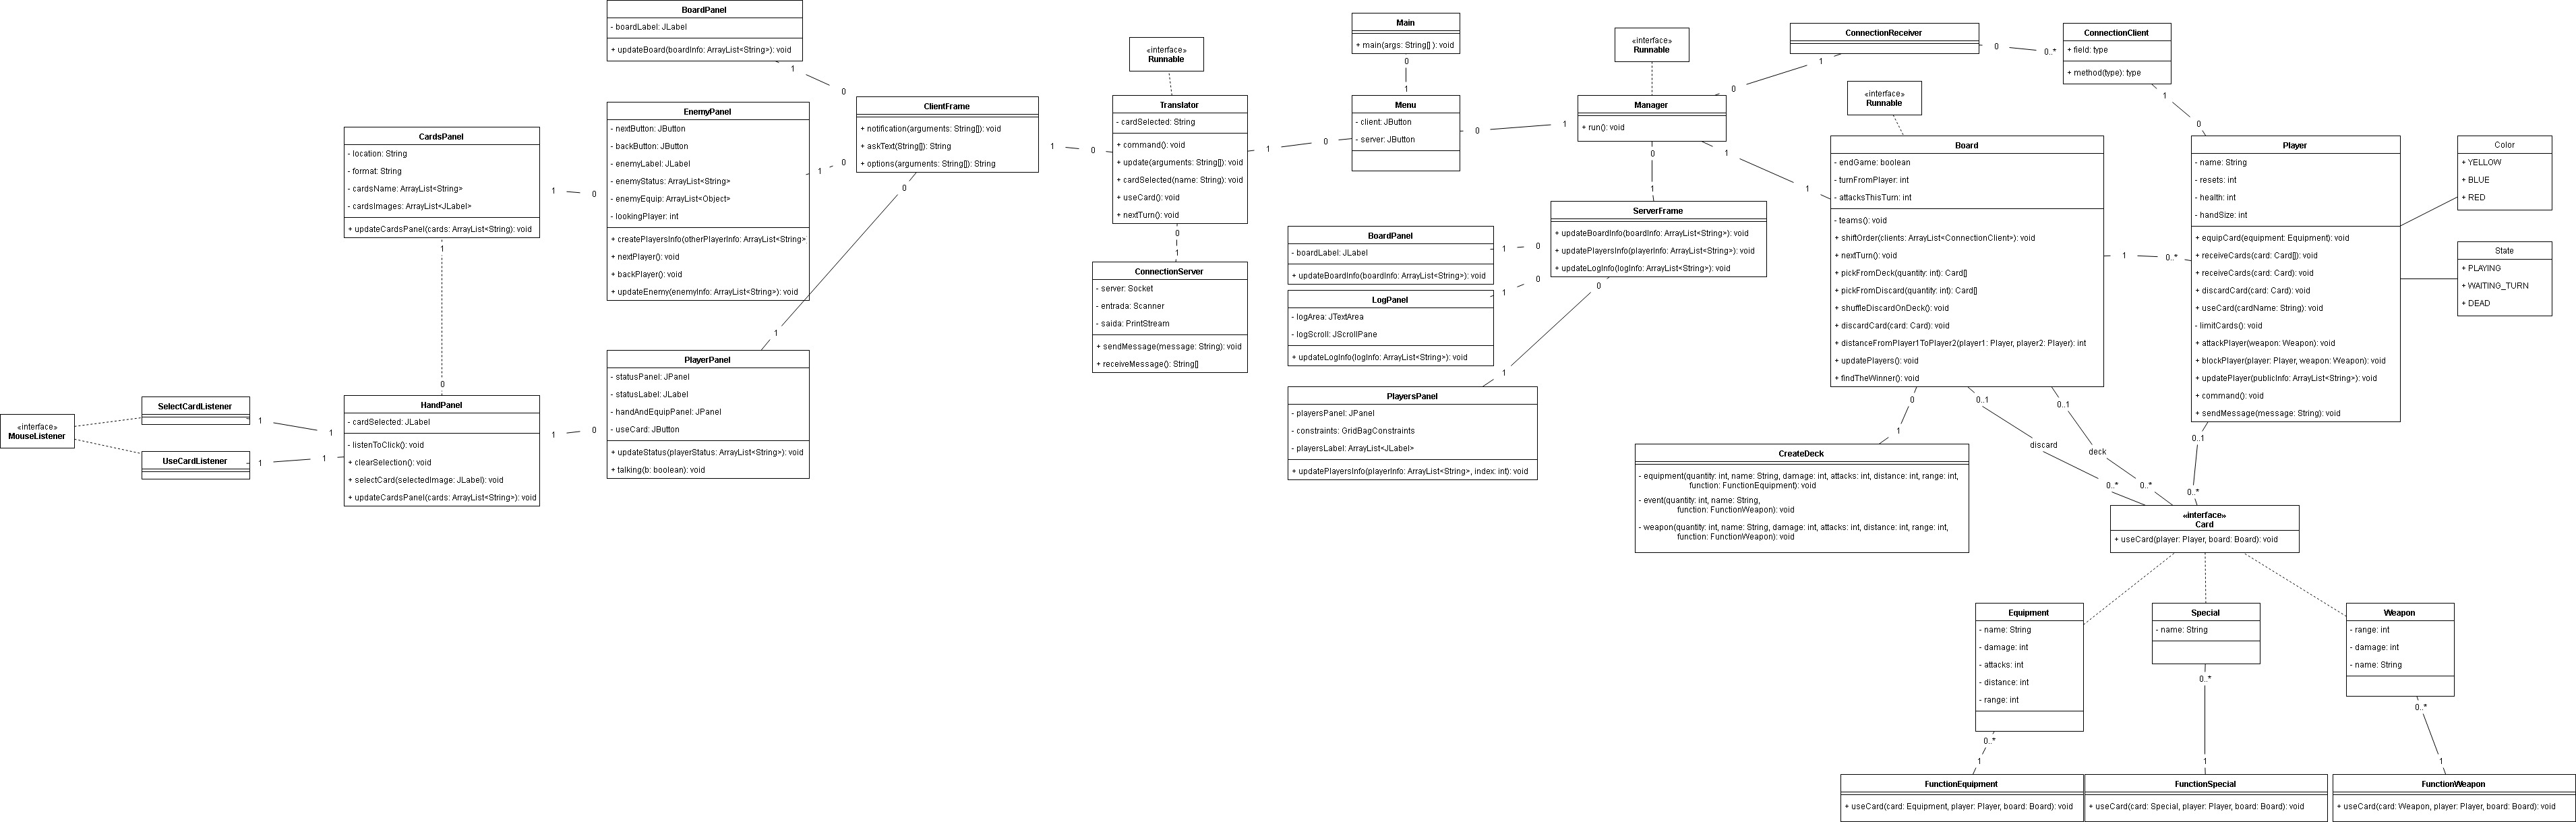 BoardPanel
- boardLabel: JLabel
+ updateBoard(boardInfo: ArrayList<String>): void
1
0
CardsPanel
- location: String
- format: String
- cardsName: ArrayList<String>
- cardsImages: ArrayList<JLabel>
+ updateCardsPanel(cards: ArrayList<String): void
1
0
1
0
EnemyPanel
- nextButton: JButton
- backButton: JButton
- enemyLabel: JLabel
- enemyStatus: ArrayList<String>
- enemyEquip: ArrayList<Object>
- lookingPlayer: int
+ createPlayersInfo(otherPlayerInfo: ArrayList<String>
+ nextPlayer(): void
+ backPlayer(): void
+ updateEnemy(enemyInfo: ArrayList<String>): void
1
0
ClientFrame
+ notification(arguments: String[]): void
+ askText(String[]): String
+ options(arguments: String[]): String
0
1
1
0
PlayerPanel
- statusPanel: JPanel
- statusLabel: JLabel
- handAndEquipPanel: JPanel
- useCard: JButton
+ updateStatus(playerStatus: ArrayList<String>): void
+ talking(b: boolean): void
«interface»
MouseListener
SelectCardListener
1
1
UseCardListener
1
1
HandPanel
- cardSelected: JLabel
- listenToClick(): void
+ clearSelection(): void
+ selectCard(selectedImage: JLabel): void
+ updateCardsPanel(cards: ArrayList<String>): void
1
0
«interface»
Runnable
Translator
- cardSelected: String
+ command(): void
+ update(arguments: String[]): void
+ cardSelected(name: String): void
+ useCard(): void
+ nextTurn(): void
0
1
1
0
ConnectionServer
- server: Socket
- entrada: Scanner
- saida: PrintStream
+ sendMessage(message: String): void
+ receiveMessage(): String[]
Main
+ main(args: String[] ): void
0
1
Menu
- client: JButton
- server: JButton
0
1
«interface»
Runnable
Manager
+ run(): void
0
1
0
1
1
1
ServerFrame
+ updateBoardInfo(boardInfo: ArrayList<String>): void
+ updatePlayersInfo(playerInfo: ArrayList<String>): void
+ updateLogInfo(logInfo: ArrayList<String>): void
BoardPanel
- boardLabel: JLabel
+ updateBoardInfo(boardInfo: ArrayList<String>): void
1
0
LogPanel
- logArea: JTextArea
- logScroll: JScrollPane
+ updateLogInfo(logInfo: ArrayList<String>): void
1
0
0
1
PlayersPanel
- playersPanel: JPanel
- constraints: GridBagConstraints
- playersLabel: ArrayList<JLabel>
+ updatePlayersInfo(playerInfo: ArrayList<String>, index: int): void
ConnectionReceiver
0
0..*
ConnectionClient
+ field: type
+ method(type): type
1
0
«interface»
Runnable
Board
- endGame: boolean
- turnFromPlayer: int
- attacksThisTurn: int
- teams(): void
+ shiftOrder(clients: ArrayList<ConnectionClient>): void
+ nextTurn(): void
+ pickFromDeck(quantity: int): Card[]
+ pickFromDiscard(quantity: int): Card[]
+ shuffleDiscardOnDeck(): void
+ discardCard(card: Card): void
+ distanceFromPlayer1ToPlayer2(player1: Player, player2: Player): int
+ updatePlayers(): void
+ findTheWinner(): void
1
0..*
Player
- name: String
- resets: int
- health: int
- handSize: int
+ equipCard(equipment: Equipment): void
+ receiveCards(card: Card[]): void
+ receiveCards(card: Card): void
+ discardCard(card: Card): void
+ useCard(cardName: String): void
- limitCards(): void
+ attackPlayer(weapon: Weapon): void
+ blockPlayer(player: Player, weapon: Weapon): void
+ updatePlayer(publicInfo: ArrayList<String>): void
+ command(): void
+ sendMessage(message: String): void
Color
+ YELLOW
+ BLUE
+ RED
State
+ PLAYING
+ WAITING_TURN
+ DEAD
0
1
0..1
discard
0..*
0..1
deck
0..*
0..1
0..*
CreateDeck
- equipment(quantity: int, name: String, damage: int, attacks: int, distance: int, range: int,
function: FunctionEquipment): void
- event(quantity: int, name: String,
function: FunctionWeapon): void
- weapon(quantity: int, name: String, damage: int, attacks: int, distance: int, range: int,
function: FunctionWeapon): void
«interface»
Card
+ useCard(player: Player, board: Board): void
Equipment
- name: String
- damage: int
- attacks: int
- distance: int
- range: int
0..*
1
Special
- name: String
0..*
1
Weapon
- range: int
- damage: int
- name: String
0..*
1
FunctionEquipment
+ useCard(card: Equipment, player: Player, board: Board): void
FunctionSpecial
+ useCard(card: Special, player: Player, board: Board): void
FunctionWeapon
+ useCard(card: Weapon, player: Player, board: Board): void